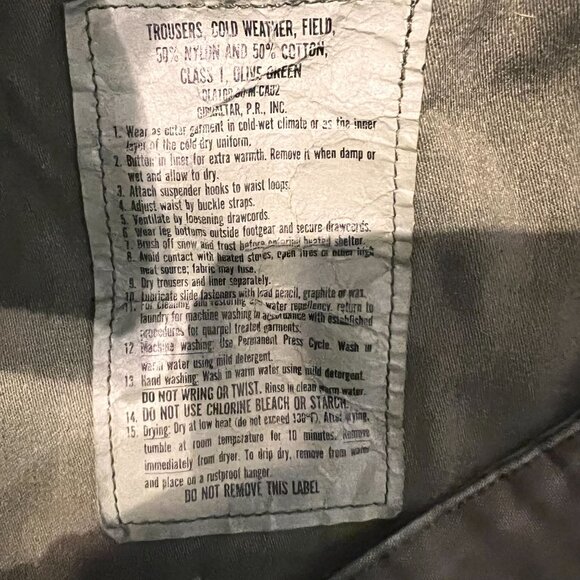 TROUSERS, COLD WEATHER, FIELD,
50% NYLON AND 50% COTTON,
CLASS 1, OLIVE GREEN
GIBRALTAR, P.R., INC.
1. Wear as outer garment in cold-wet climate or as the inner
layer of the cold dry uniform.
2. Button in liner for extra warmth. Remove it when damp or
wet and allow to dry.
3. Attach suspender hooks to waist loops.
4. Adjust waist by buckle straps.
5. Ventilate by loosening drawcords.
6. Wear leg bottoms outside footgear and secure drawcords.
7. Brush off snow and frost before entering heated shelter.
8. Avoid contact with heated stoves, open fires or other high
heat source; fabric may fuse.
9. Dry trousers and liner separately.
10. Lubricate slide fasteners with lead pencil, graphite or wax.
11. For cleaning and restoring water repellency, return to
laundry for machine washing in accordance with established
procedures for quarpel treated garments.
12. Machine washing: Use Permanent Press Cycle. Wash in
warm water using mild detergent.
13. Hand washing: Wash in warm water using mild detergent.
DO NOT WRING OR TWIST. Rinse in clean warm water.
14. DO NOT USE CHLORINE BLEACH OR STARCH.
15. Drying: Dry at low heat (do not exceed 130°F). After drying,
tumble at room temperature for 10 minutes. Remove
immediately from dryer. To drip dry, remove from water
and place on a rustproof hanger.
DO NOT REMOVE THIS LABEL